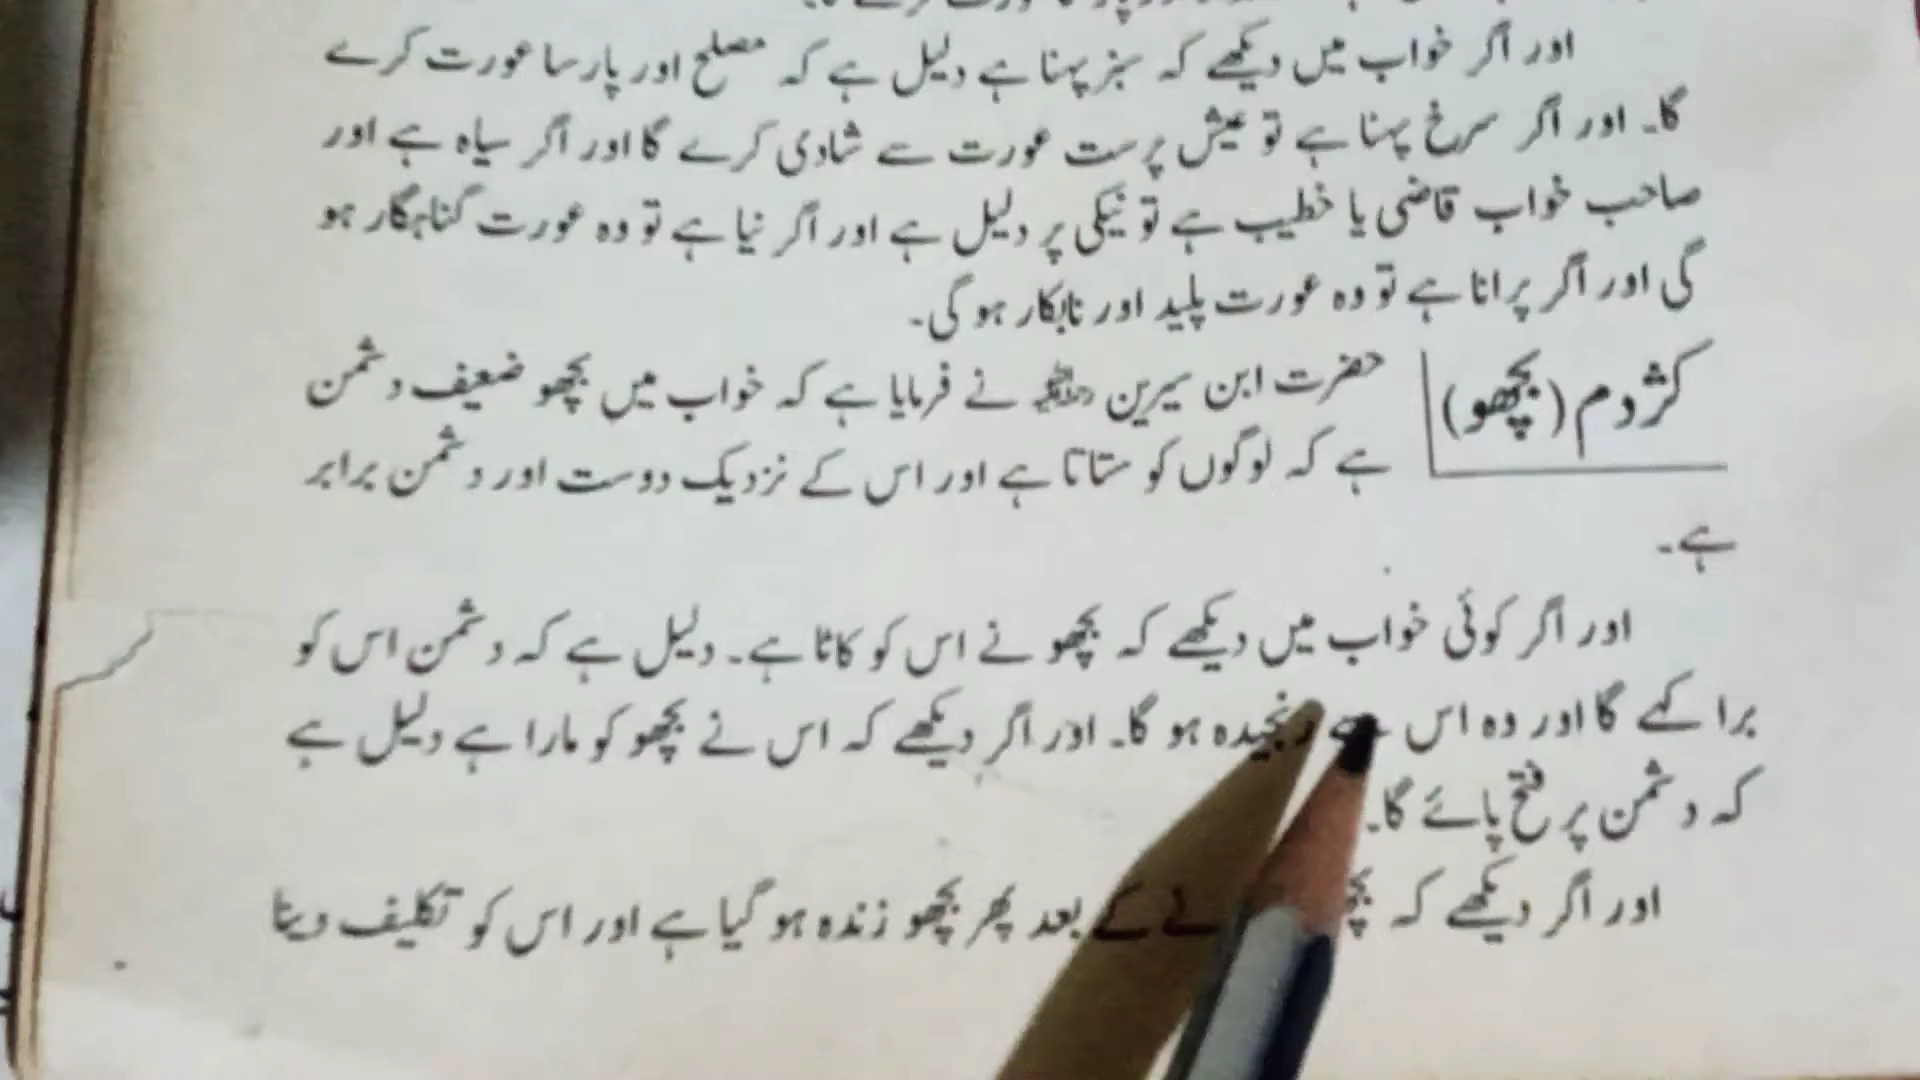 اور اگر خواب میں دیکھے کہ سبز پہنا ہے دلیل ہے کہ مصلح اور پارسا عورت کرے
گا۔ اور اگر سرخ پہنا ہے تو عیش پرست عورت سے شادی کرے گا اور اگر سیاہ ہے اور
صاحب خواب قاضی یا خطیب ہے تو نیکی پر دلیل ہے اور اگر نیا ہے تو وہ عورت گناہگار ہو
گی اور اگر پرانا ہے تو وہ عورت پلید اور نابکار ہو گی۔
کژدم (بچھو)
حضرت ابن سیرین نے فرمایا ہے کہ خواب میں بچھو ضعیف دشمن
ہے کہ لوگوں کو ستاتا ہے اور اس کے نزدیک دوست اور دشمن برابر
ہے۔
اور اگر کوئی خواب میں دیکھے کہ بچھو نے اس کو کاٹا ہے۔ دلیل ہے کہ دشمن اس کو
برا کہے گا اور وہ اس سے رنجیدہ ہو گا۔ اور اگر دیکھے کہ اس نے بچھو کو مارا ہے دلیل ہے
کہ دشمن پر فتح پائے گا۔
اور اگر دیکھے کہ کے بعد پھر بچھو زندہ ہو گیا ہے اور اس کو تکلیف دیتا